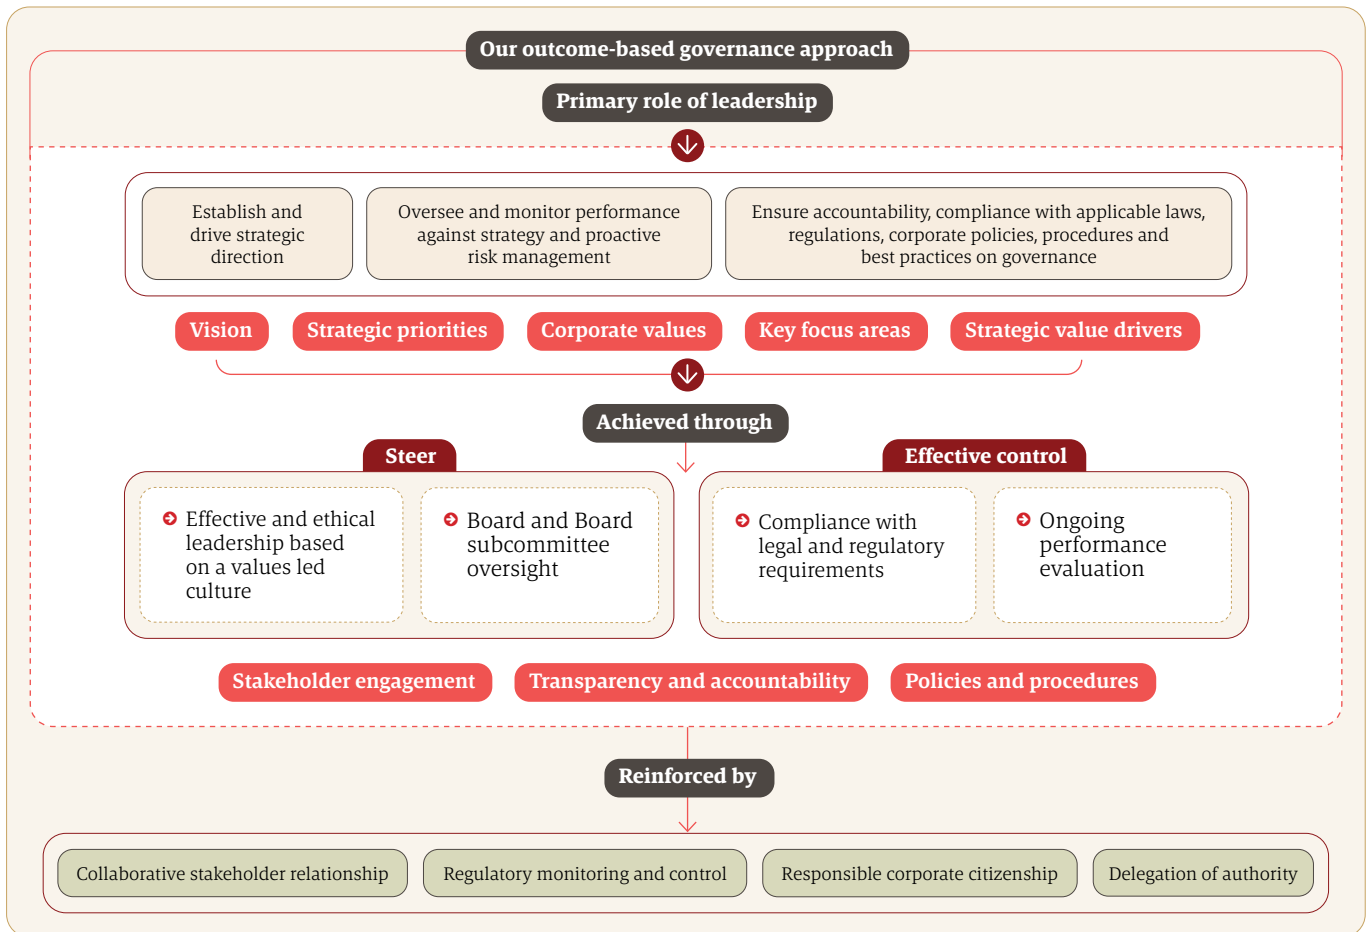 Our outcome-based governance approach
Primary role of leadership
Establish and
drive strategic
direction
Oversee and monitor performance
against strategy and proactive
risk management
Ensure accountability, compliance with applicable laws,
regulations, corporate policies, procedures and
best practices on governance
Vision
Strategic priorities
Corporate values
Key focus areas
Strategic value drivers
Achieved through
Steer
Effective and ethical
leadership based
on a values led
culture
Board and Board
subcommittee
oversight
Effective control
Compliance with
legal and regulatory
requirements
Ongoing
performance
evaluation
Stakeholder engagement
Transparency and accountability
Policies and procedures
Reinforced by
Collaborative stakeholder relationship
Regulatory monitoring and control
Responsible corporate citizenship
Delegation of authority